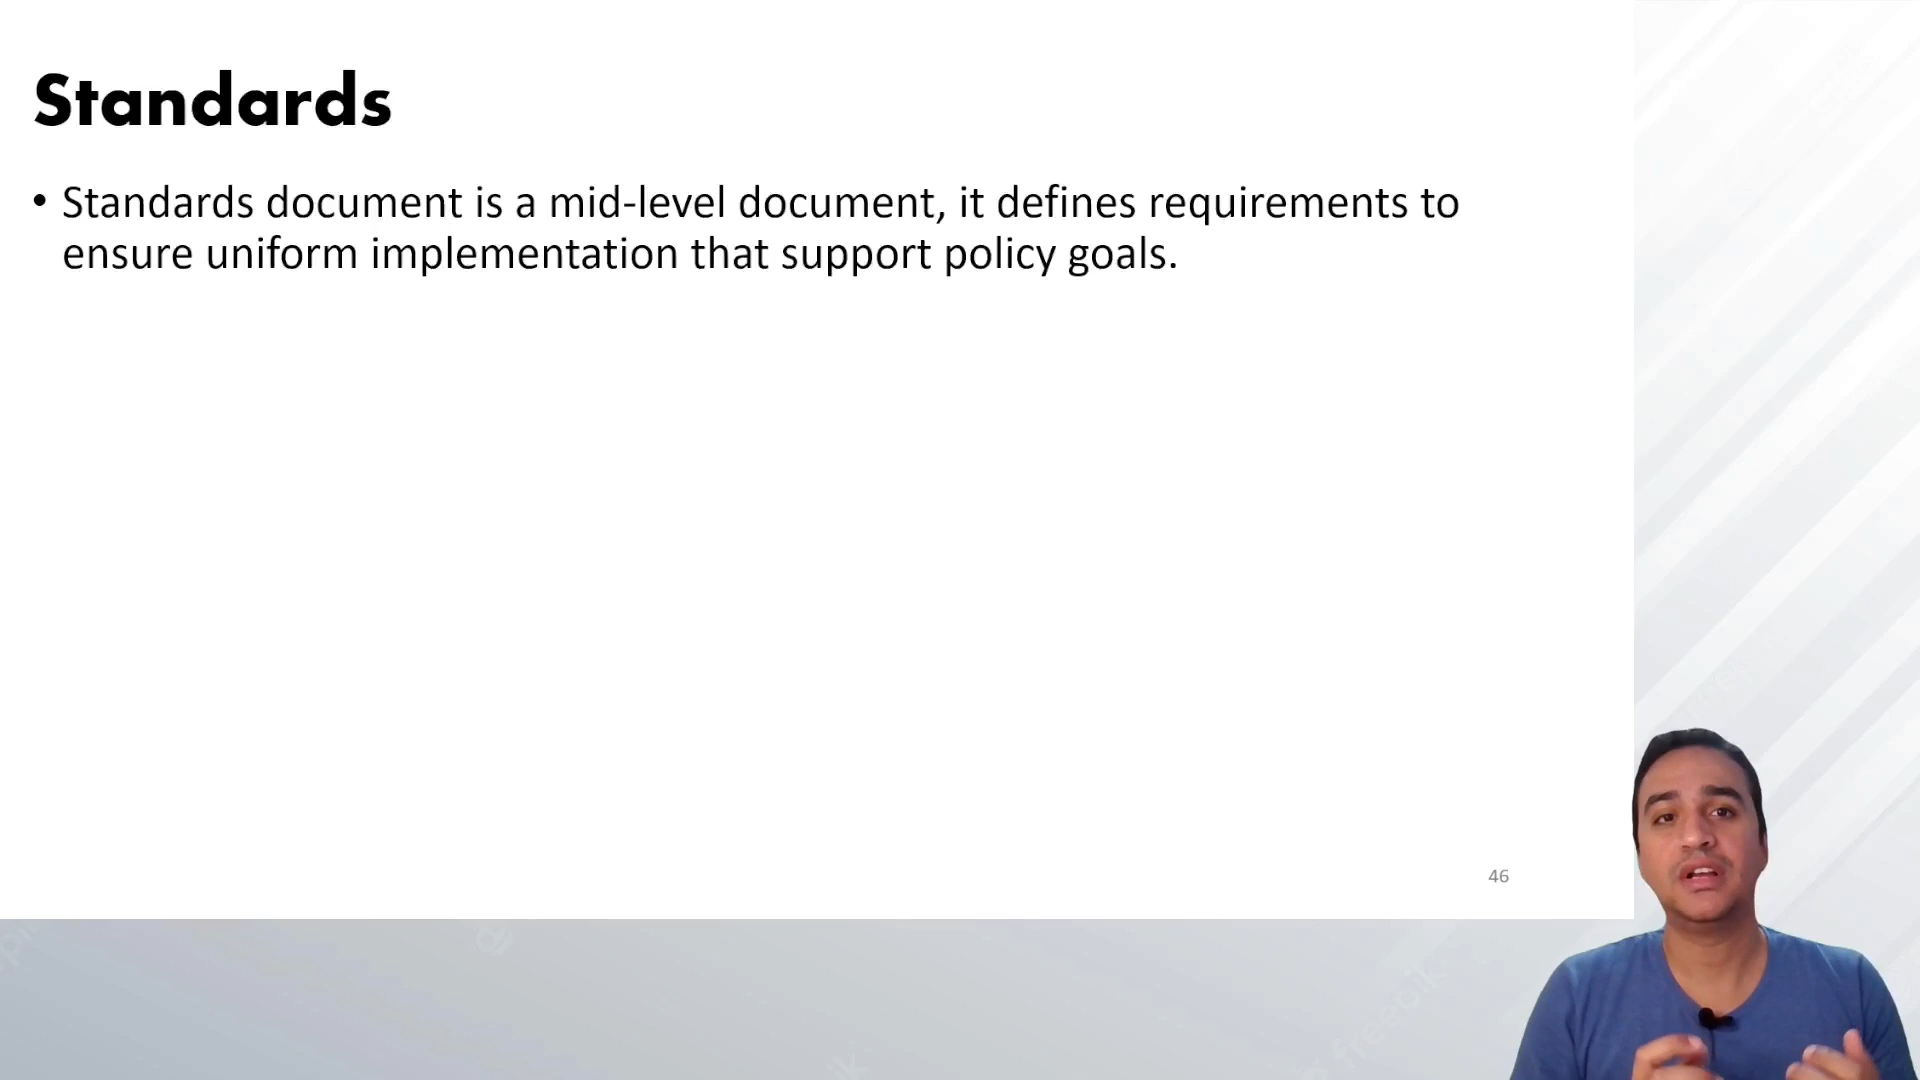 Standards
• Standards document is a mid-level document, it defines requirements to
ensure uniform implementation that support policy goals.
46